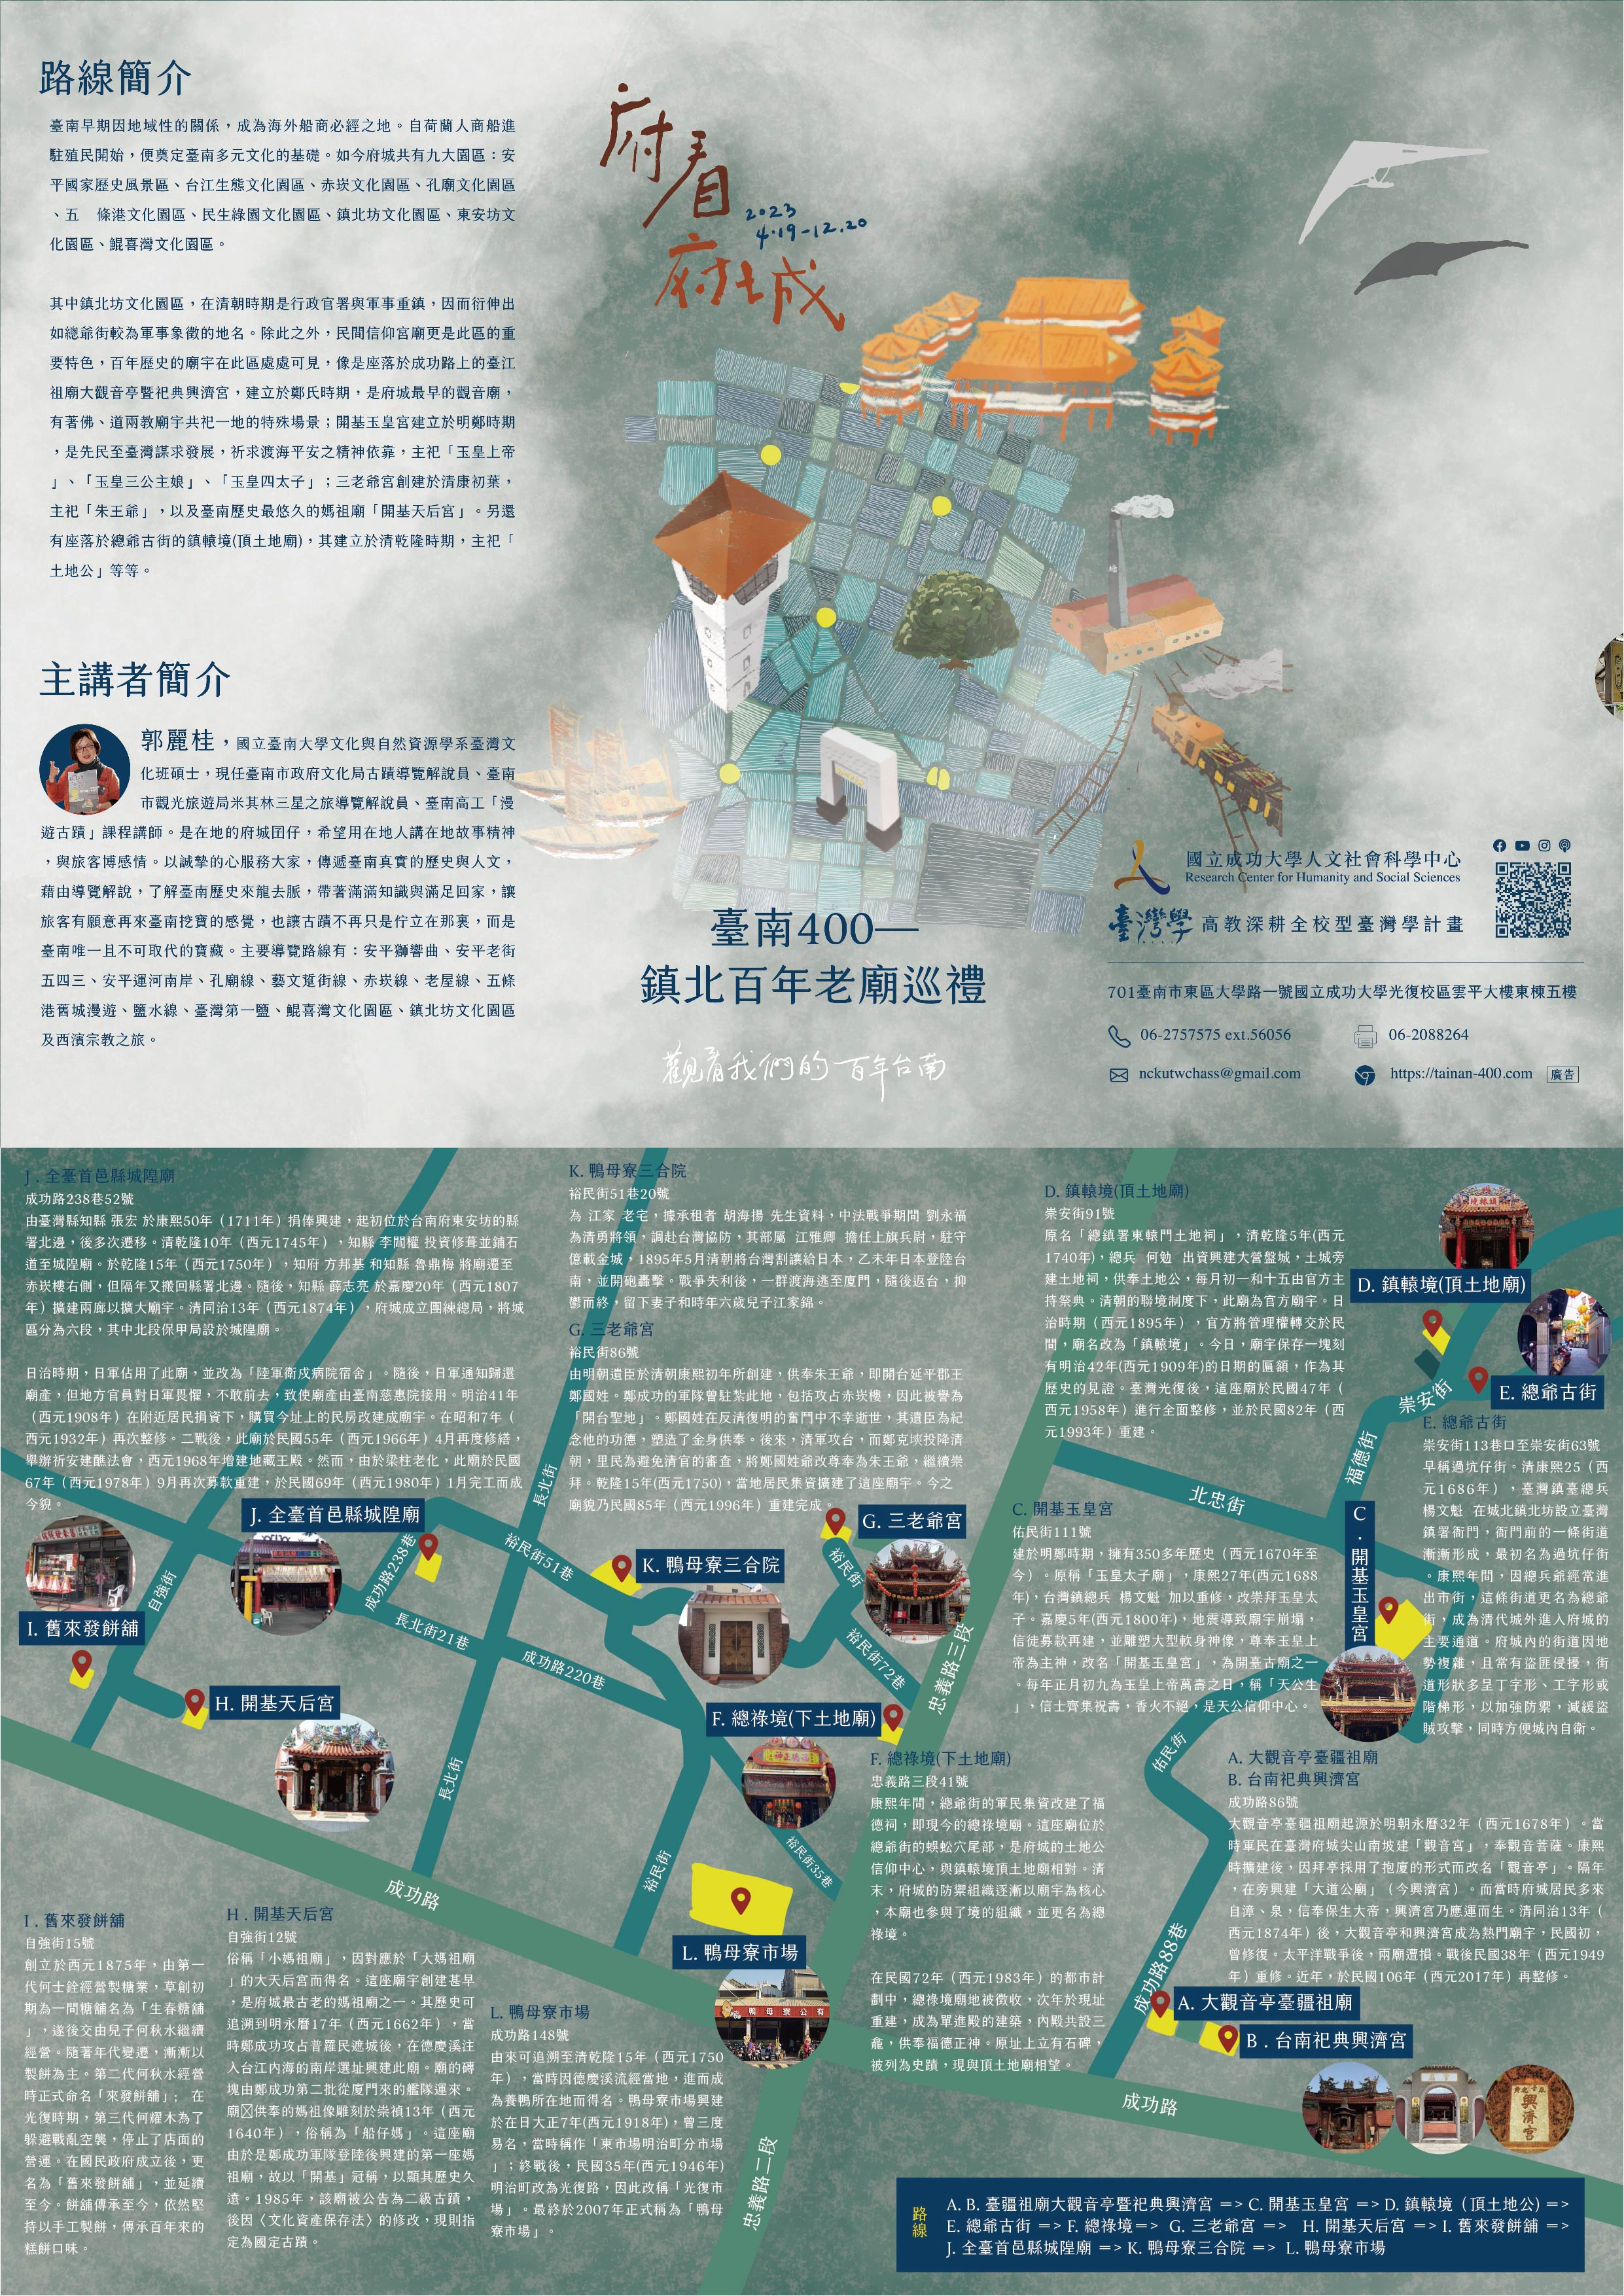 路線簡介
臺南早期因地域性的關係，成為海外船商必經之地。自荷蘭人商船進
駐殖民開始，便奠定臺南多元文化的基礎。如今府城共有九大園區：安
平國家歷史風景區、台江生態文化園區、赤崁文化園區、孔廟文化園區
、五　條港文化園區、民生綠園文化園區、鎮北坊文化園區、東安坊文
化園區、鯤喜灣文化園區。
其中鎮北坊文化園區，在清朝時期是行政官署與軍事重鎮，因而衍伸出
如總爺街較為軍事象徵的地名。除此之外，民間信仰宮廟更是此區的重
要特色，百年歷史的廟宇在此區處處可見，像是座落於成功路上的臺江
祖廟大觀音亭暨祀典興濟宮，建立於鄭氏時期，是府城最早的觀音廟，
有著佛、道兩教廟宇共祀一地的特殊場景；開基玉皇宮建立於明鄭時期
，是先民至臺灣謀求發展，祈求渡海平安之精神依靠，主祀「玉皇上帝
」、「玉皇三公主娘」、「玉皇四太子」；三老爺宮創建於清康初葉，
主祀「朱王爺」，以及臺南歷史最悠久的媽祖廟「開基天后宮」。另還
有座落於總爺古街的鎮轅境(頂土地廟)，其建立於清乾隆時期，主祀「
土地公」等等。
主講者簡介
郭麗桂，國立臺南大學文化與自然資源學系臺灣文
化班碩士，現任臺南市政府文化局古蹟導覽解說員、臺南
市觀光旅遊局米其林三星之旅導覽解說員、臺南高工「漫
遊古蹟」課程講師。是在地的府城囝仔，希望用在地人講在地故事精神
，與旅客博感情。以誠摯的心服務大家，傳遞臺南真實的歷史與人文，
藉由導覽解說，了解臺南歷史來龍去脈，帶著滿滿知識與滿足回家，讓
旅客有願意再來臺南挖寶的感覺，也讓古蹟不再只是佇立在那裏，而是
臺南唯一且不可取代的寶藏。主要導覽路線有：安平獅響曲、安平老街
五四三、安平運河南岸、孔廟線、藝文踅街線、赤崁線、老屋線、五條
港舊城漫遊、鹽水線、臺灣第一鹽、鯤喜灣文化園區、鎮北坊文化園區
及西濱宗教之旅。
府看
2023
4.19-12.20
府城
臺南400—
鎮北百年老廟巡禮
觀看我們的百年台南
國立成功大學人文社會科學中心
Research Center for Humanity and Social Sciences
臺灣學 高教深耕全校型臺灣學計畫
701臺南市東區大學路一號國立成功大學光復校區雲平大樓東棟五樓
06-2757575 ext.56056
06-2088264
nckutwchass@gmail.com
https://tainan-400.com 廣告
J . 全臺首邑縣城隍廟
成功路238巷52號
由臺灣縣知縣 張宏 於康熙50年（1711年）捐俸興建，起初位於台南府東安坊的縣
署北邊，後多次遷移。清乾隆10年（西元1745年），知縣 李閶權 投資修葺並鋪石
道至城隍廟。於乾隆15年（西元1750年），知府 方邦基 和知縣 魯鼎梅 將廟遷至
赤崁樓右側，但隔年又搬回縣署北邊。隨後，知縣 薛志亮 於嘉慶20年（西元1807
年）擴建兩廊以擴大廟宇。清同治13年（西元1874年），府城成立團練總局，將城
區分為六段，其中北段保甲局設於城隍廟。
日治時期，日軍佔用了此廟，並改為「陸軍衛戍病院宿舍」。隨後，日軍通知歸還
廟產，但地方官員對日軍畏懼，不敢前去，致使廟產由臺南慈惠院接用。明治41年
（西元1908年）在附近居民捐資下，購買今址上的民房改建成廟宇。在昭和7年（
西元1932年）再次整修。二戰後，此廟於民國55年（西元1966年）4月再度修繕，
舉辦祈安建醮法會，西元1968年增建地藏王殿。然而，由於梁柱老化，此廟於民國
67年（西元1978年）9月再次募款重建，於民國69年（西元1980年）1月完工而成
今貌。
K. 鴨母寮三合院
裕民街51巷20號
為 江家 老宅，據承租者 胡海揚 先生資料，中法戰爭期間 劉永福
為清勇將領，調赴台灣協防，其部屬 江雅卿 擔任上旗兵尉，駐守
億載金城，1895年5月清朝將台灣割讓給日本，乙未年日本登陸台
南，並開砲轟擊。戰爭失利後，一群渡海逃至廈門，隨後返台，抑
鬱而終，留下妻子和時年六歲兒子江家錦。
G. 三老爺宮
裕民街86號
由明朝遺臣於清朝康熙初年所創建，供奉朱王爺，即開台延平郡王
鄭國姓。鄭成功的軍隊曾駐紮此地，包括攻占赤崁樓，因此被譽為
「開台聖地」。鄭國姓在反清復明的奮鬥中不幸逝世，其遺臣為紀
念他的功德，塑造了金身供奉。後來，清軍攻台，而鄭克塽投降清
朝，里民為避免清官的審查，將鄭國姓爺改尊奉為朱王爺，繼續崇
拜。乾隆15年(西元1750)，當地居民集資擴建了這座廟宇。今之
廟貌乃民國85年（西元1996年）重建完成。
D. 鎮轅境(頂土地廟)
崇安街91號
原名「總鎮署東轅門土地祠」，清乾隆5年(西元
1740年)，總兵 何勉 出資興建大營盤城，土城旁
建土地祠，供奉土地公，每月初一和十五由官方主
持祭典。清朝的聯境制度下，此廟為官方廟宇。日
治時期（西元1895年），官方將管理權轉交於民
間，廟名改為「鎮轅境」。今日，廟宇保存一塊刻
有明治42年(西元1909年)的日期的匾額，作為其
歷史的見證。臺灣光復後，這座廟於民國47年（
西元1958年）進行全面整修，並於民國82年（西
元1993年）重建。
D. 鎮轅境(頂土地廟)
E. 總爺古街
崇安街
E. 總爺古街
崇安街113巷口至崇安街63號
早稱過坑仔街。清康熙25（西
元1686年），臺灣鎮臺總兵
楊文魁 在城北鎮北坊設立臺灣
鎮署衙門，衙門前的一條街道
漸漸形成，最初名為過坑仔街
。康熙年間，因總兵爺經常進
出市街，這條街道更名為總爺
街，成為清代城外進入府城的
主要通道。府城內的街道因地
勢複雜，且常有盜匪侵擾，街
道形狀多呈丁字形、工字形或
階梯形，以加強防禦，減緩盜
賊攻擊，同時方便城內自衛。
福德街
北忠街
C. 開基玉皇宮
佑民街111號
建於明鄭時期，擁有350多年歷史（西元1670年至
今）。原稱「玉皇太子廟」，康熙27年(西元1688
年)，台灣鎮總兵 楊文魁 加以重修，改崇拜玉皇太
子。嘉慶5年(西元1800年)，地震導致廟宇崩塌，
信徒募款再建，並雕塑大型軟身神像，尊奉玉皇上
帝為主神，改名「開基玉皇宮」，為開臺古廟之一
。每年正月初九為玉皇上帝萬壽之日，稱「天公生
」，信士齊集祝壽，香火不絕，是天公信仰中心。
C．開基玉皇宮
J. 全臺首邑縣城隍廟
長北街
自強街
成功路238巷
裕民街51巷
K. 鴨母寮三合院
G. 三老爺宮
裕民街
I. 舊來發餅舖
長北街21巷
成功路220巷
裕民街72巷
忠義路三段
H. 開基天后宮
F. 總祿境(下土地廟)
佑民街
長北街
裕民街
裕民街35巷
成功路
L. 鴨母寮市場
F. 總祿境(下土地廟)
忠義路三段41號
康熙年間，總爺街的軍民集資改建了福
德祠，即現今的總祿境廟。這座廟位於
總爺街的蜈蚣穴尾部，是府城的土地公
信仰中心，與鎮轅境頂土地廟相對。清
末，府城的防禦組織逐漸以廟宇為核心
，本廟也參與了境的組織，並更名為總
祿境。
在民國72年（西元1983年）的都市計
劃中，總祿境廟地被徵收，次年於現址
重建，成為單進殿的建築，內殿共設三
龕，供奉福德正神。原址上立有石碑，
被列為史蹟，現與頂土地廟相望。
A. 大觀音亭臺疆祖廟
B. 台南祀典興濟宮
成功路86號
大觀音亭臺疆祖廟起源於明朝永曆32年（西元1678年）。當
時軍民在臺灣府城尖山南坡建「觀音宮」，奉觀音菩薩。康熙
時擴建後，因拜亭採用了抱廈的形式而改名「觀音亭」。隔年
，在旁興建「大道公廟」（今興濟宮）。而當時府城居民多來
自漳、泉，信奉保生大帝，興濟宮乃應運而生。清同治13年（
西元1874年）後，大觀音亭和興濟宮成為熱門廟宇，民國初、
曾修復。太平洋戰爭後，兩廟遭損。戰後民國38年（西元1949
年）重修。近年，於民國106年（西元2017年）再整修。
成功路88巷
A. 大觀音亭臺疆祖廟
B . 台南祀典興濟宮
成功路
興濟宮
I . 舊來發餅舖
自強街15號
創立於西元1875年，由第一
代何士銓經營製糖業，草創初
期為一間糖舖名為「生春糖舖
」，遂後交由兒子何秋水繼續
經營。隨著年代變遷，漸漸以
製餅為主。第二代何秋水經營
時正式命名「來發餅舖」； 在
光復時期，第三代何耀木為了
躲避戰亂空襲，停止了店面的
營運。在國民政府成立後，更
名為「舊來發餅舖」，並延續
至今。餅舖傳承至今，依然堅
持以手工製餅，傳承百年來的
糕餅口味。
H . 開基天后宮
自強街12號
俗稱「小媽祖廟」，因對應於「大媽祖廟
」的大天后宮而得名。這座廟宇創建甚早
，是府城最古老的媽祖廟之一。其歷史可
追溯到明永曆17年（西元1662年），當
時鄭成功攻占普羅民遮城後，在德慶溪注
入台江內海的南岸選址興建此廟。廟的磚
塊由鄭成功第二批從廈門來的艦隊運來。
廟供奉的媽祖像雕刻於崇禎13年（西元
1640年），俗稱為「船仔媽」。這座廟
由於是鄭成功軍隊登陸後興建的第一座媽
祖廟，故以「開基」冠稱，以顯其歷史久
遠。1985年，該廟被公告為二級古蹟，
後因〈文化資產保存法〉的修改，現則指
定為國定古蹟。
L. 鴨母寮市場
成功路148號
由來可追溯至清乾隆15年（西元1750
年），當時因德慶溪流經當地，進而成
為養鴨所在地而得名。鴨母寮市場興建
於在日大正7年(西元1918年)，曾三度
易名，當時稱作「東市場明治町分市場
」；終戰後，民國35年(西元1946年)
明治町改為光復路，因此改稱「光復市
場」。最終於2007年正式稱為「鴨母
寮市場」。
忠義路二段
路線
A. B. 臺疆祖廟大觀音亭暨祀典興濟宮 => C. 開基玉皇宮 => D. 鎮轅境（頂土地公) =>
E. 總爺古街 => F. 總祿境=> G. 三老爺宮 => H. 開基天后宮 => I. 舊來發餅舖 =>
J. 全臺首邑縣城隍廟 => K. 鴨母寮三合院 => L. 鴨母寮市場